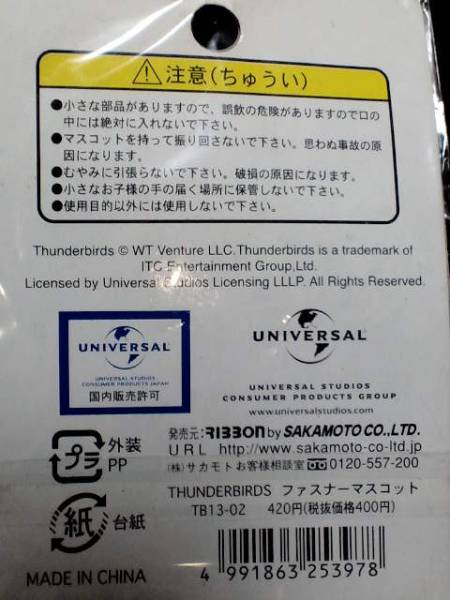 注意(ちゅうい)
●小さな部品がありますので、誤飲の危険がありますので口の
中には絶対に入れないで下さい。
●マスコットを持って振り回さないで下さい。思わぬ事故の原
因になります。
●むやみに引張らないで下さい。破損の原因になります。
●小さなお子様の手の届く場所に保管しないで下さい。
●使用目的以外には使用しないで下さい。
Thunderbirds © WT Venture LLC.Thunderbirds is a trademark of
ITC Entertainment Group,Ltd.
Licensed by Universal Studios Licensing LLLP. All Rights Reserved.
UNIVERSAL
UNIVERSAL STUDIOS
CONSUMER PRODUCTS JAPAN
国内販売許可
UNIVERSAL
UNIVERSAL STUDIOS
CONSUMER PRODUCTS GROUP
www.universalstudios.com
プラ
外装
PP
紙
台紙
発売元:RIBBON by SAKAMOTO CO.,LTD.
URL http://www.sakamoto-co-ltd.jp
(株)サカモトお客様相談室 0120-557-200
THUNDERBIRDS ファスナーマスコット
TB13-02 420円(税抜価格400円)
MADE IN CHINA
4 991863 253978